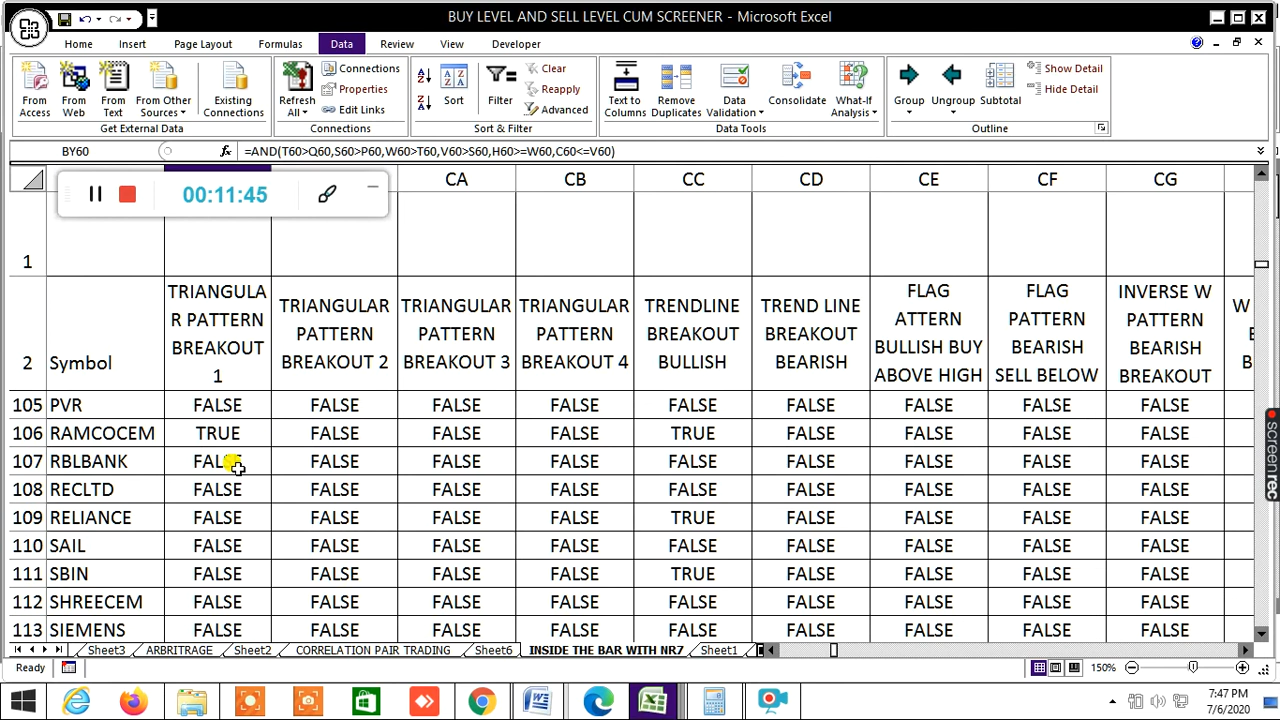 BUY LEVEL AND SELL LEVEL CUM SCREENER - Microsoft Excel
Home Insert Page Layout Formulas Data Review View Developer
From Access
From Web
From Text
From Other Sources
Existing Connections
Get External Data
Refresh All
Connections
Properties
Edit Links
Connections
Sort
Filter
Clear
Reapply
Advanced
Sort & Filter
Text to Columns
Remove Duplicates
Data Validation
Consolidate
What-If Analysis
Data Tools
Group
Ungroup
Subtotal
Show Detail
Hide Detail
Outline
BY60 fx =AND(T60>Q60,S60>P60,W60>T60,V60>S60,H60>=W60,C60<=V60)
00:11:45
CA CB CC CD CE CF CG
1
2 Symbol
TRIANGULA
R PATTERN
BREAKOUT
1
TRIANGULAR
PATTERN
BREAKOUT 2
TRIANGULAR
PATTERN
BREAKOUT 3
TRIANGULAR
PATTERN
BREAKOUT 4
TRENDLINE
BREAKOUT
BULLISH
TREND LINE
BREAKOUT
BEARISH
FLAG
ATTERN
BULLISH BUY
ABOVE HIGH
FLAG
PATTERN
BEARISH
SELL BELOW
INVERSE W
PATTERN
BEARISH
BREAKOUT
105 PVR FALSE FALSE FALSE FALSE FALSE FALSE FALSE FALSE FALSE
106 RAMCOCEM TRUE FALSE FALSE FALSE TRUE FALSE FALSE FALSE FALSE
107 RBLBANK FALSE FALSE FALSE FALSE FALSE FALSE FALSE FALSE FALSE
108 RECLTD FALSE FALSE FALSE FALSE FALSE FALSE FALSE FALSE FALSE
109 RELIANCE FALSE FALSE FALSE FALSE TRUE FALSE FALSE FALSE FALSE
110 SAIL FALSE FALSE FALSE FALSE FALSE FALSE FALSE FALSE FALSE
111 SBIN FALSE FALSE FALSE FALSE TRUE FALSE FALSE FALSE FALSE
112 SHREECEM FALSE FALSE FALSE FALSE FALSE FALSE FALSE FALSE FALSE
113 SIEMENS FALSE FALSE FALSE FALSE FALSE FALSE FALSE FALSE FALSE
Sheet3 ARBITRAGE Sheet2 CORRELATION PAIR TRADING Sheet6 INSIDE THE BAR WITH NR7 Sheet1
Ready 150%
screenrec
7:47 PM
7/6/2020